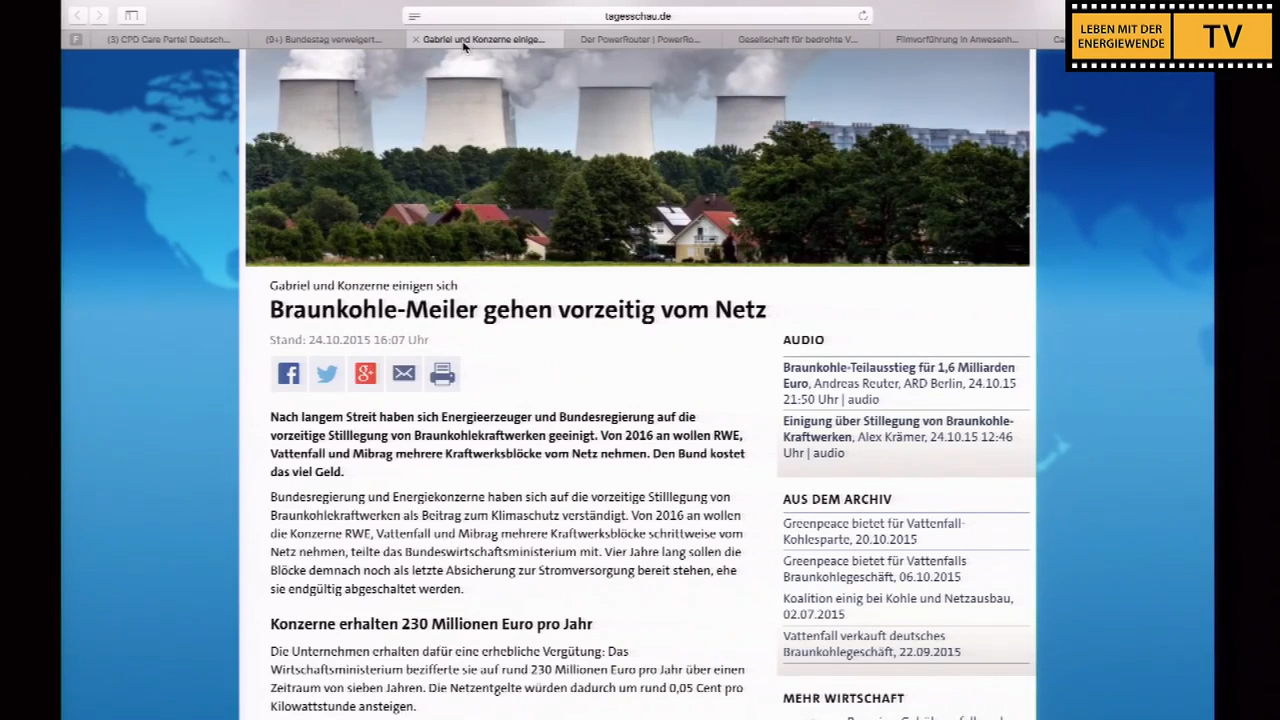 tagesschau.de
LEBEN MIT DER
ENERGIEWENDE
TV
(3) CPD Care Partei Deutsch...
(9+) Bundestag verweigert...
Gabriel und Konzerne einige...
Der PowerRouter | PowerRo...
Gesellschaft für bedrohte V...
Filmvorführung in Anwesenh...
Gabriel und Konzerne einigen sich
Braunkohle-Meiler gehen vorzeitig vom Netz
Stand: 24.10.2015 16:07 Uhr
Nach langem Streit haben sich Energieerzeuger und Bundesregierung auf die
vorzeitige Stilllegung von Braunkohlekraftwerken geeinigt. Von 2016 an wollen RWE,
Vattenfall und Mibrag mehrere Kraftwerksblöcke vom Netz nehmen. Den Bund kostet
das viel Geld.
Bundesregierung und Energiekonzerne haben sich auf die vorzeitige Stilllegung von
Braunkohlekraftwerken als Beitrag zum Klimaschutz verständigt. Von 2016 an wollen
die Konzerne RWE, Vattenfall und Mibrag mehrere Kraftwerksblöcke schrittweise vom
Netz nehmen, teilte das Bundeswirtschaftsministerium mit. Vier Jahre lang sollen die
Blöcke demnach noch als letzte Absicherung zur Stromversorgung bereit stehen, ehe
sie endgültig abgeschaltet werden.
Konzerne erhalten 230 Millionen Euro pro Jahr
Die Unternehmen erhalten dafür eine erhebliche Vergütung: Das
Wirtschaftsministerium bezifferte sie auf rund 230 Millionen Euro pro Jahr über einen
Zeitraum von sieben Jahren. Die Netzentgelte würden dadurch um rund 0,05 Cent pro
Kilowattstunde ansteigen.
AUDIO
Braunkohle-Teilausstieg für 1,6 Milliarden
Euro, Andreas Reuter, ARD Berlin, 24.10.15
21:50 Uhr | audio
Einigung über Stillegung von Braunkohle-
Kraftwerken, Alex Krämer, 24.10.15 12:46
Uhr | audio
AUS DEM ARCHIV
Greenpeace bietet für Vattenfall-
Kohlesparte, 20.10.2015
Greenpeace bietet für Vattenfalls
Braunkohlegeschäft, 06.10.2015
Koalition einig bei Kohle und Netzausbau,
02.07.2015
Vattenfall verkauft deutsches
Braunkohlegeschäft, 22.09.2015
MEHR WIRTSCHAFT